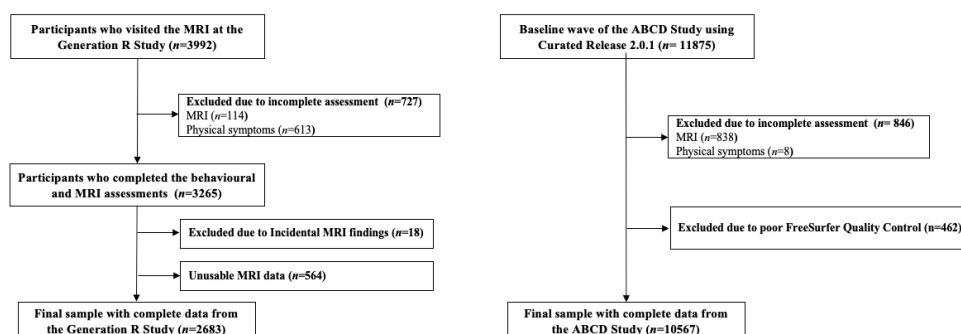 Participants who visited the MRI at the
Generation R Study (n=3992)
Excluded due to incomplete assessment (n=727)
MRI (n=114)
Physical symptoms (n=613)
Participants who completed the behavioural
and MRI assessments (n=3265)
Excluded due to Incidental MRI findings (n=18)
Unusable MRI data (n=564)
Final sample with complete data from
the Generation R Study (n=2683)
Baseline wave of the ABCD Study using
Curated Release 2.0.1 (n= 11875)
Excluded due to incomplete assessment (n= 846)
MRI (n=838)
Physical symptoms (n=8)
Excluded due to poor FreeSurfer Quality Control (n=462)
Final sample with complete data from
the ABCD Study (n=10567)